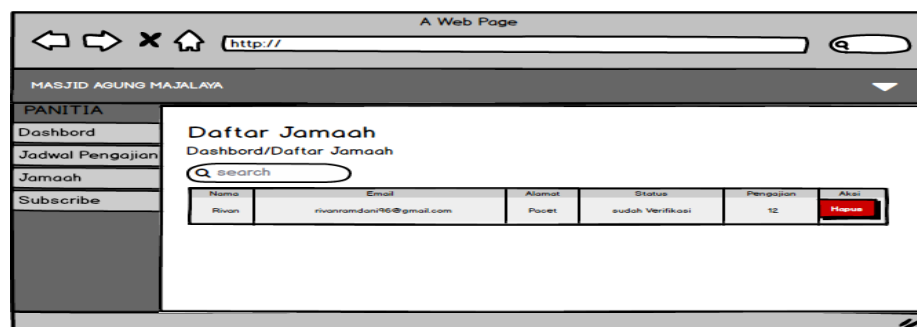 A Web Page
http://
MASJID AGUNG MAJALAYA
PANITIA
Dashbord
Jadwal Pengajian
Jamaah
Subscribe
Daftar Jamaah
Dashbord/Daftar Jamaah
search
Nama Email Alamat Status Pengajian Aksi
Rivan rivanramdani96@gmail.com Pacet sudah Verifikasi 12 Hapus